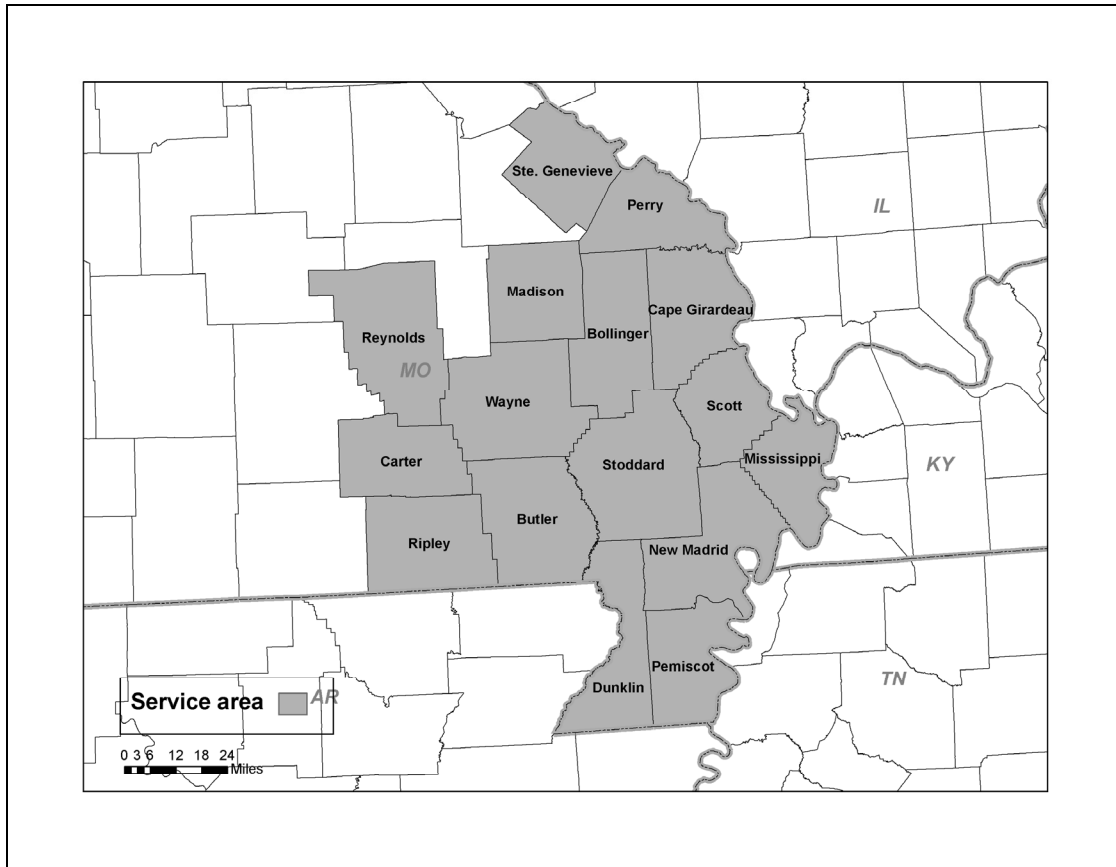 Ste. Genevieve
Perry
IL
Madison
Cape Girardeau
Bollinger
Reynolds
MO
Wayne
Scott
Mississippi
Carter
Stoddard
KY
Butler
Ripley
New Madrid
Pemiscot
TN
Dunklin
Service area
AR
0 3 6 12 18 24
Miles